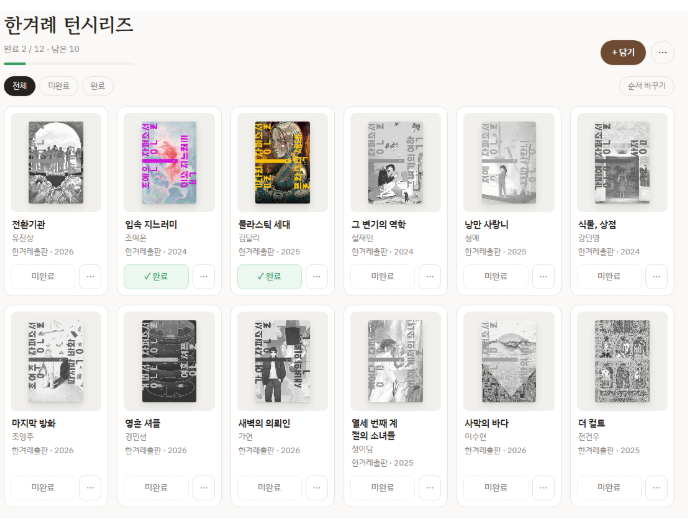 한겨레 턴시리즈
완료 2 / 12 · 남은 10
+ 담기
전체
미완료
완료
순서 바꾸기
전환기관
유진상
한겨레출판 · 2026
미완료
입속 지느러미
조예은
한겨레출판 · 2024
✓ 완료
플라스틱 세대
김달리
한겨레출판 · 2025
✓ 완료
그 변기의 역학
설재인
한겨레출판 · 2024
미완료
낭만 사랑니
청예
한겨레출판 · 2025
미완료
식물, 상점
강민영
한겨레출판 · 2024
미완료
마지막 방화
조영주
한겨레출판 · 2026
미완료
영혼 셔플
경민선
한겨레출판 · 2026
미완료
새벽의 의뢰인
가언
한겨레출판 · 2026
미완료
열세 번째 계
절의 소녀들
정이담
한겨레출판 · 2025
미완료
사막의 바다
이수현
한겨레출판 · 2026
미완료
더 컬트
전건우
한겨레출판 · 2025
미완료